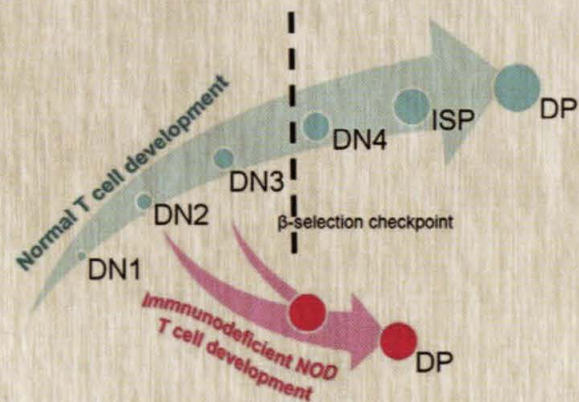 Normal T cell development
DN1
DN2
DN3
DN4
ISP
DP
β-selection checkpoint
Immnunodeficient NOD
T cell development
DP